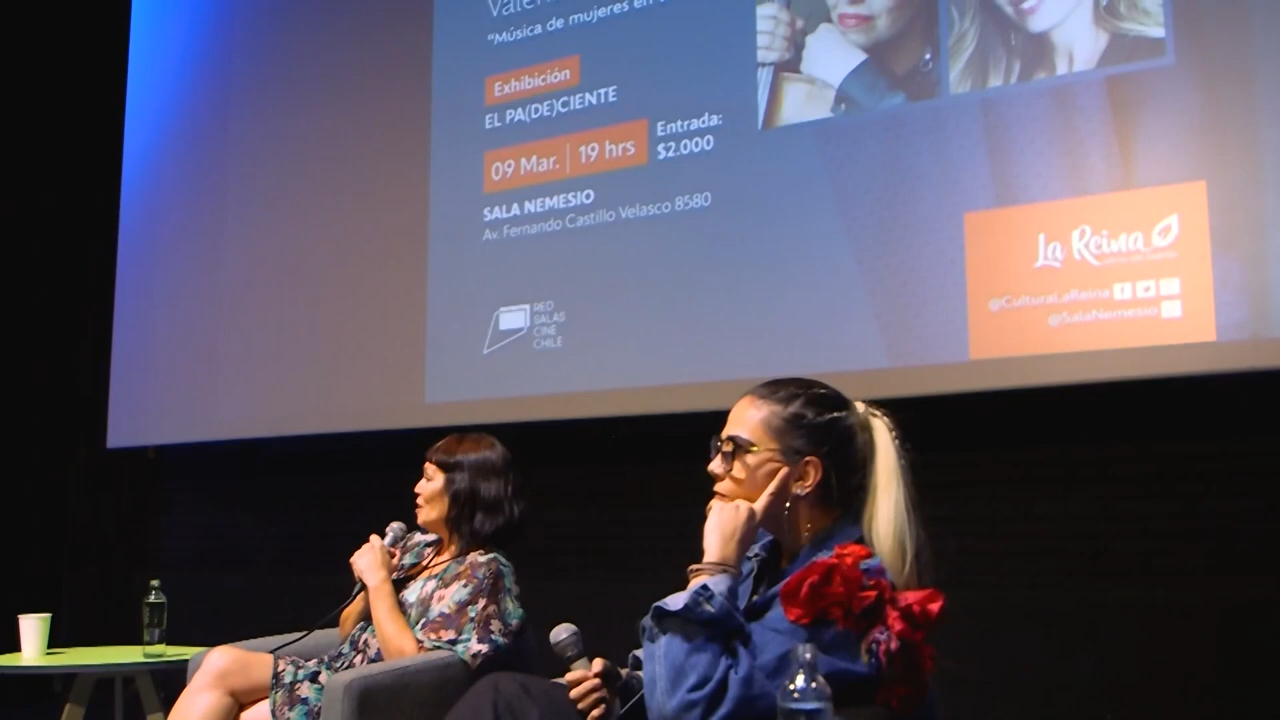 "Música de mujeres en
Exhibición
EL PA(DE)CIENTE
09 Mar. | 19 hrs
Entrada:
$2.000
SALA NEMESIO
Av. Fernando Castillo Velasco 8580
RED
SALAS
CINE
CHILE
La Reina
@CulturaLaReina
@SalaNemesio